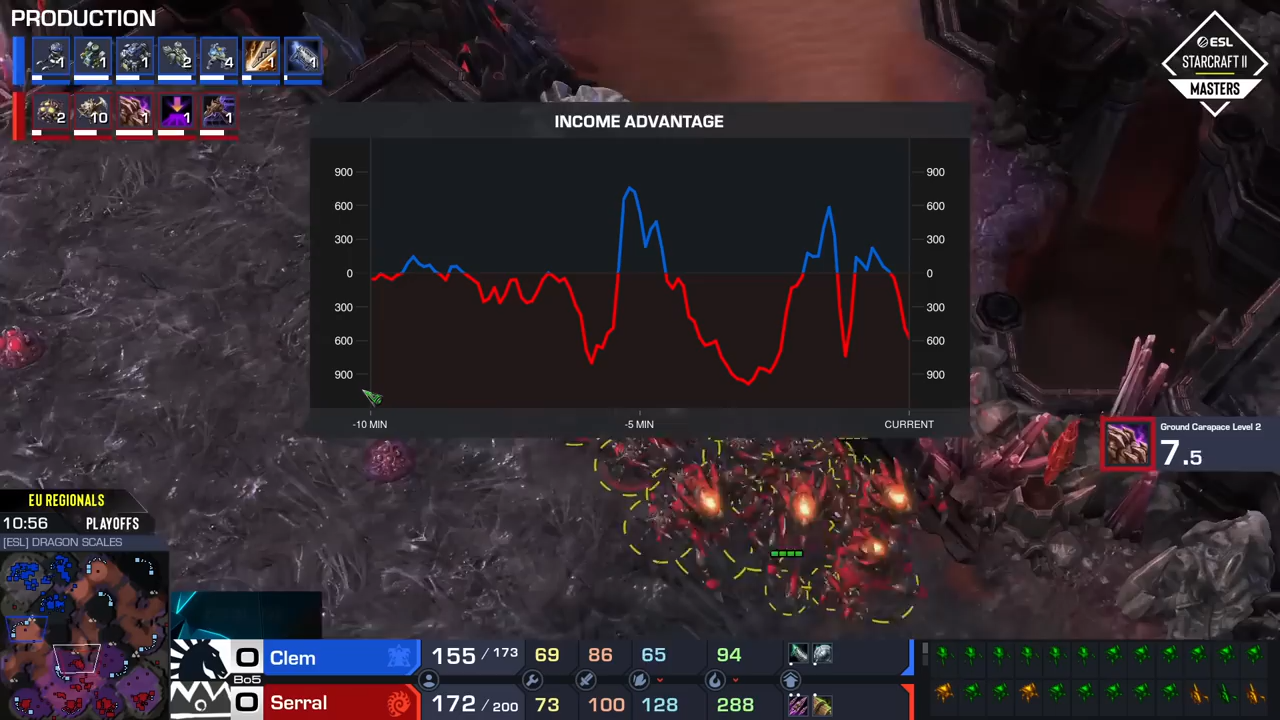 PRODUCTION
1 1 1 2 4 1 1
2 10 1 1 1
ESL
STARCRAFT II
MASTERS
INCOME ADVANTAGE
900 900
600 600
300 300
0 0
300 300
600 600
900 900
-10 MIN -5 MIN CURRENT
Ground Carapace Level 2
7.5
EU REGIONALS
10:56 PLAYOFFS
[ESL] DRAGON SCALES
0 Clem 155 / 173 69 86 65 94
Bo5
0 Serral 172 / 200 73 100 128 288